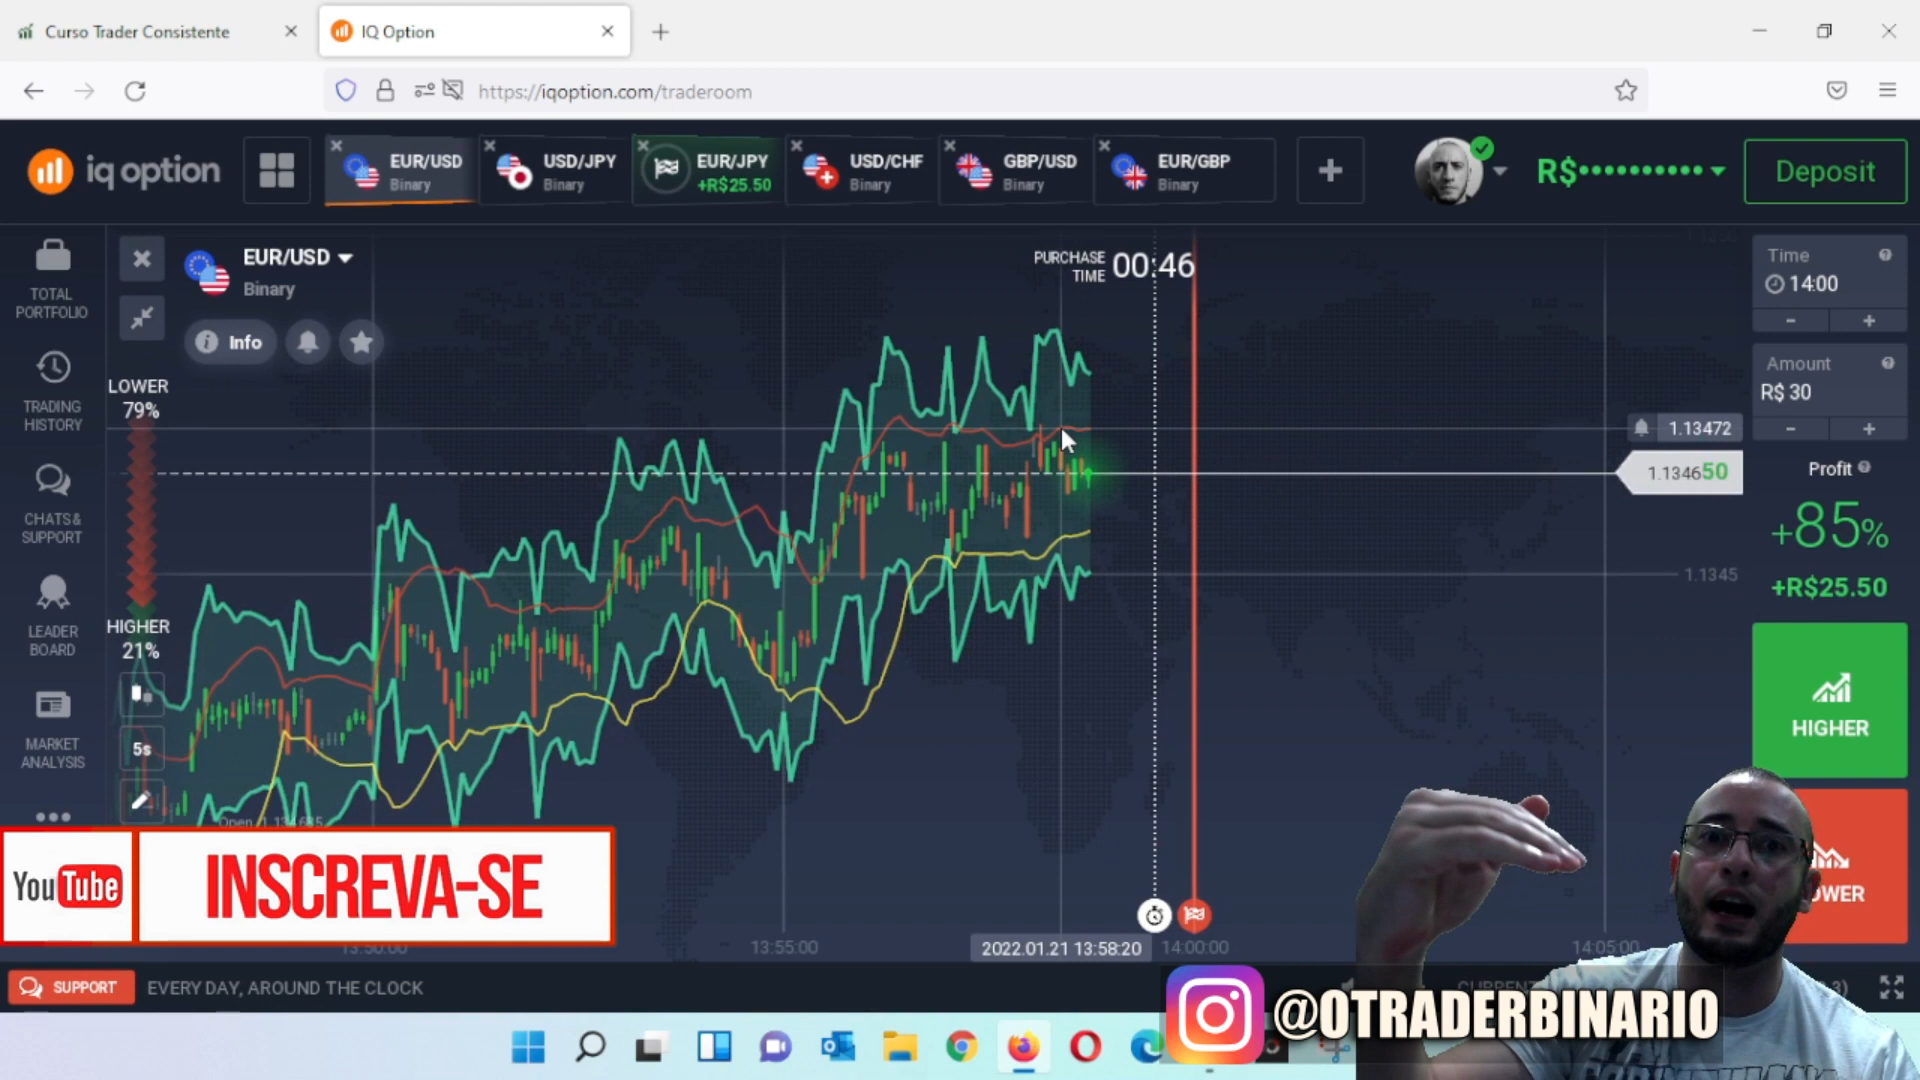 Curso Trader Consistente
IQ Option
https://iqoption.com/traderoom
iq option
EUR/USD
Binary
USD/JPY
Binary
EUR/JPY
+R$25.50
USD/CHF
Binary
GBP/USD
Binary
EUR/GBP
Binary
R$
Deposit
TOTAL
PORTFOLIO
TRADING
HISTORY
CHATS &
SUPPORT
LEADER
BOARD
MARKET
ANALYSIS
EUR/USD
Binary
Info
LOWER
79%
HIGHER
21%
5s
PURCHASE
TIME
00:46
1.13472
1.134650
1.1345
Time
14:00
Amount
R$ 30
Profit
+85%
+R$25.50
HIGHER
13:50:00
13:55:00
2022.01.21 13:58:20
14:00:00
14:05:00
YouTube
INSCREVA-SE
SUPPORT
EVERY DAY, AROUND THE CLOCK
@OTRADERBINARIO